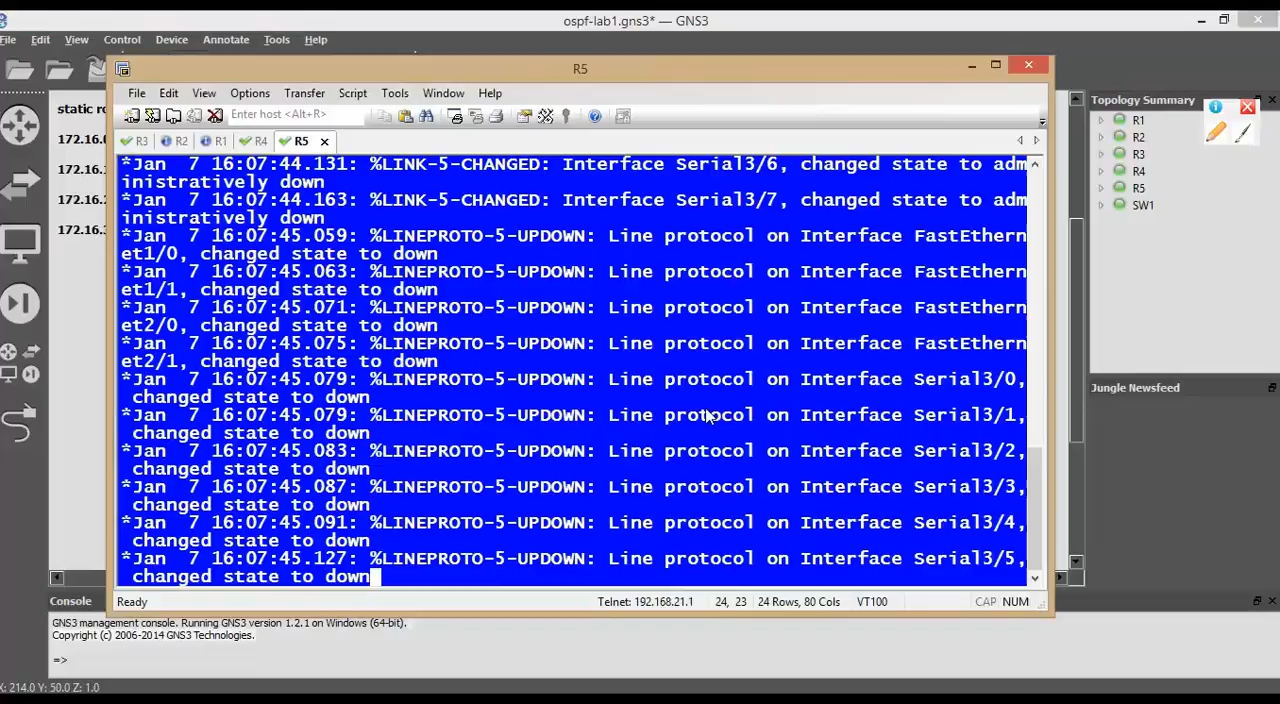 ospf-lab1.gns3* — GNS3
File Edit View Control Device Annotate Tools Help
static ro
172.16.
172.16.
172.16.2
172.16.3
R5
File Edit View Options Transfer Script Tools Window Help
Enter host <Alt+R>
R3 R2 R1 R4 R5
*Jan  7 16:07:44.131: %LINK-5-CHANGED: Interface Serial3/6, changed state to adm
inistratively down
*Jan  7 16:07:44.163: %LINK-5-CHANGED: Interface Serial3/7, changed state to adm
inistratively down
*Jan  7 16:07:45.059: %LINEPROTO-5-UPDOWN: Line protocol on Interface FastEthern
et1/0, changed state to down
*Jan  7 16:07:45.063: %LINEPROTO-5-UPDOWN: Line protocol on Interface FastEthern
et1/1, changed state to down
*Jan  7 16:07:45.071: %LINEPROTO-5-UPDOWN: Line protocol on Interface FastEthern
et2/0, changed state to down
*Jan  7 16:07:45.075: %LINEPROTO-5-UPDOWN: Line protocol on Interface FastEthern
et2/1, changed state to down
*Jan  7 16:07:45.079: %LINEPROTO-5-UPDOWN: Line protocol on Interface Serial3/0,
changed state to down
*Jan  7 16:07:45.079: %LINEPROTO-5-UPDOWN: Line protocol on Interface Serial3/1,
changed state to down
*Jan  7 16:07:45.083: %LINEPROTO-5-UPDOWN: Line protocol on Interface Serial3/2,
changed state to down
*Jan  7 16:07:45.087: %LINEPROTO-5-UPDOWN: Line protocol on Interface Serial3/3,
changed state to down
*Jan  7 16:07:45.091: %LINEPROTO-5-UPDOWN: Line protocol on Interface Serial3/4,
changed state to down
*Jan  7 16:07:45.127: %LINEPROTO-5-UPDOWN: Line protocol on Interface Serial3/5,
changed state to down
Ready Telnet: 192.168.21.1 24, 23 24 Rows, 80 Cols VT100 CAP NUM
Topology Summary
R1
R2
R3
R4
R5
SW1
Jungle Newsfeed
Console
GNS3 management console. Running GNS3 version 1.2.1 on Windows (64-bit).
Copyright (c) 2006-2014 GNS3 Technologies.
=>
X: 214.0 Y: 50.0 Z: 1.0